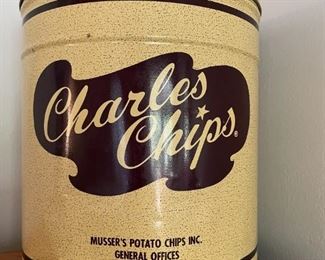 Charles
Chips®
MUSSER'S POTATO CHIPS INC.
GENERAL OFFICES